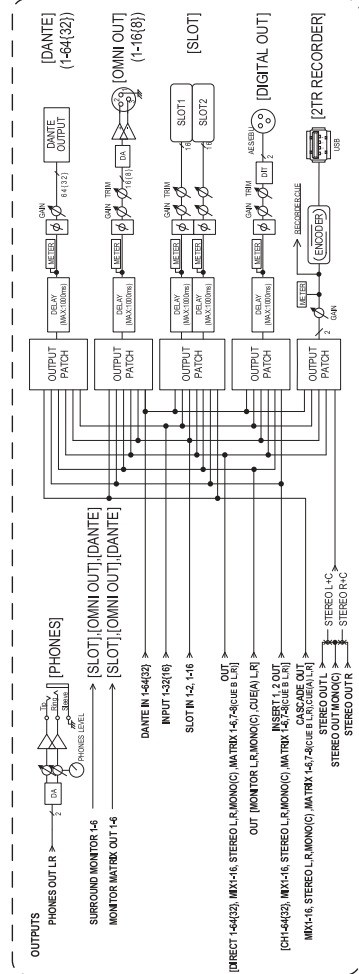 OUTPUTS
PHONES OUT LR
2
DA
PHONES LEVEL
Tip
Ring
Sleeve
[PHONES]
SURROUND MONITOR 1-6
[SLOT],[OMNI OUT],[DANTE]
MONITOR MATRIX OUT 1-6
[SLOT],[OMNI OUT],[DANTE]
DANTE IN 1-64{32}
INPUT 1-32{16}
SLOT IN 1-2, 1-16
OUT
[DIRECT 1-64{32}, MIX1-16, STEREO L,R,MONO(C) ,MATRIX 1-6,7-8(CUE B L,R)]
OUT [MONITOR L,R,MONO(C) ,CUE(A) L,R]
INSERT 1, 2 OUT
[CH1-64{32}, MIX1-16, STEREO L,R,MONO(C) ,MATRIX 1-6,7-8(CUE B L,R)]
CASCADE OUT
MIX1-16, STEREO L,R,MONO(C) ,MATRIX 1-6,7-8(CUE B L,R),CUE(A) L,R]
STEREO OUT L
STEREO OUT MONO(C)
STEREO OUT R
STEREO L+C
STEREO R+C
OUTPUT
PATCH
DELAY
(MAX:1000ms)
METER
ϕ
GAIN
64{32}
DANTE
OUTPUT
[DANTE]
(1-64{32})
OUTPUT
PATCH
DELAY
(MAX:1000ms)
METER
ϕ
GAIN
TRIM
16{8}
DA
[OMNI OUT]
(1-16{8})
OUTPUT
PATCH
DELAY
(MAX:1000ms)
DELAY
(MAX:1000ms)
METER
METER
ϕ
ϕ
GAIN
TRIM
16
16
SLOT1
SLOT2
[SLOT]
OUTPUT
PATCH
DELAY
(MAX:1000ms)
METER
ϕ
GAIN
DIT
2
AES/EBU
[DIGITAL OUT]
OUTPUT
PATCH
2
GAIN
METER
RECORDER CUE
ENCODER
USB
[2TR RECORDER]